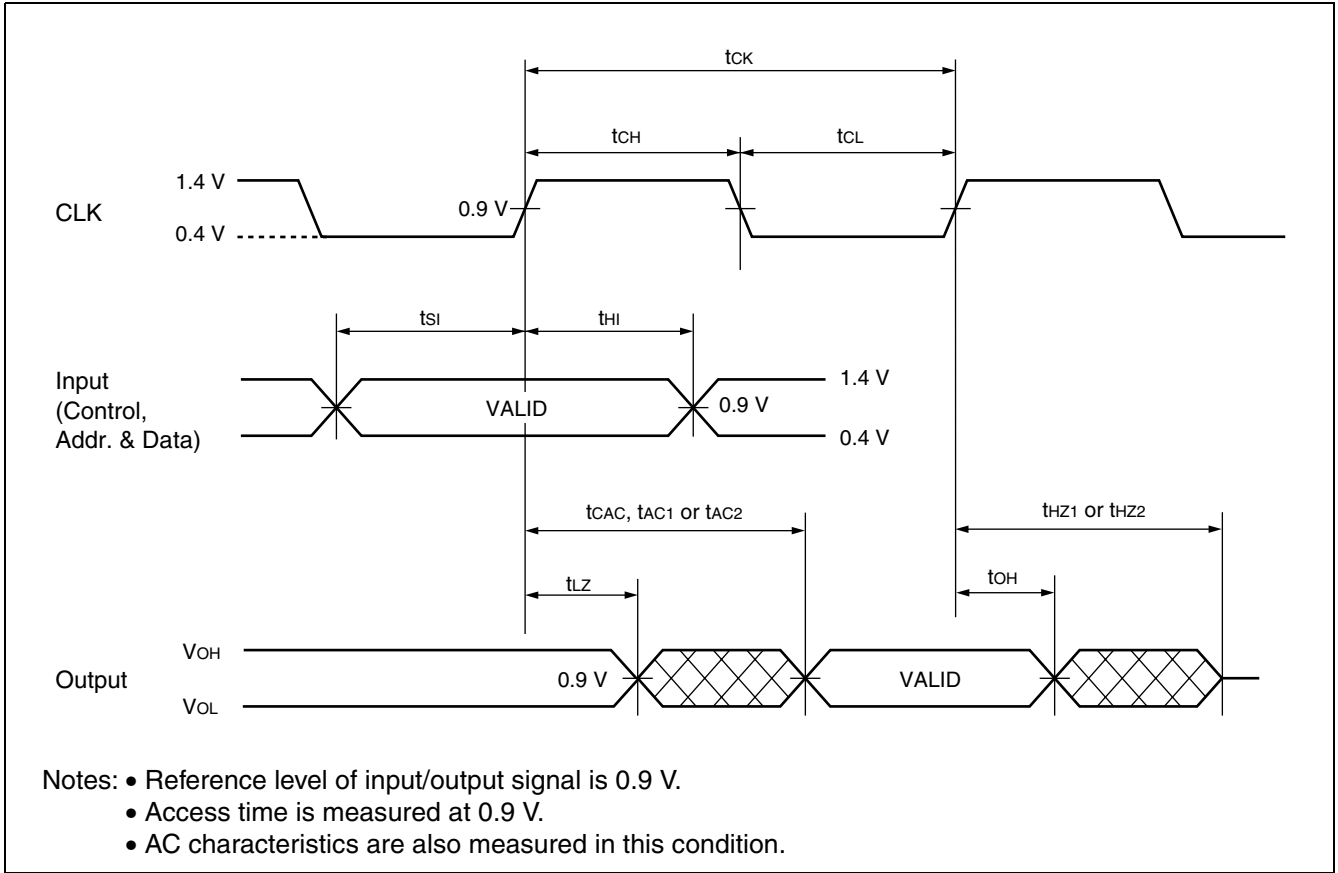 tCK
tCH
tCL
1.4 V
CLK
0.9 V
0.4 V
tSI
tHI
Input
(Control,
Addr. & Data)
VALID
1.4 V
0.9 V
0.4 V
tCAC, tAC1 or tAC2
tHZ1 or tHZ2
tLZ
tOH
VOH
Output
0.9 V
VALID
VOL
Notes: • Reference level of input/output signal is 0.9 V.
• Access time is measured at 0.9 V.
• AC characteristics are also measured in this condition.